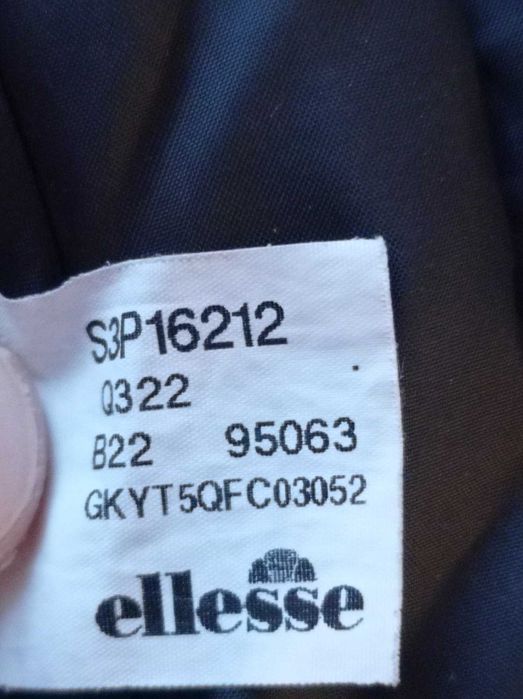 S3P16212
Q322
B22 95063
GKYT5QFC03052
ellesse